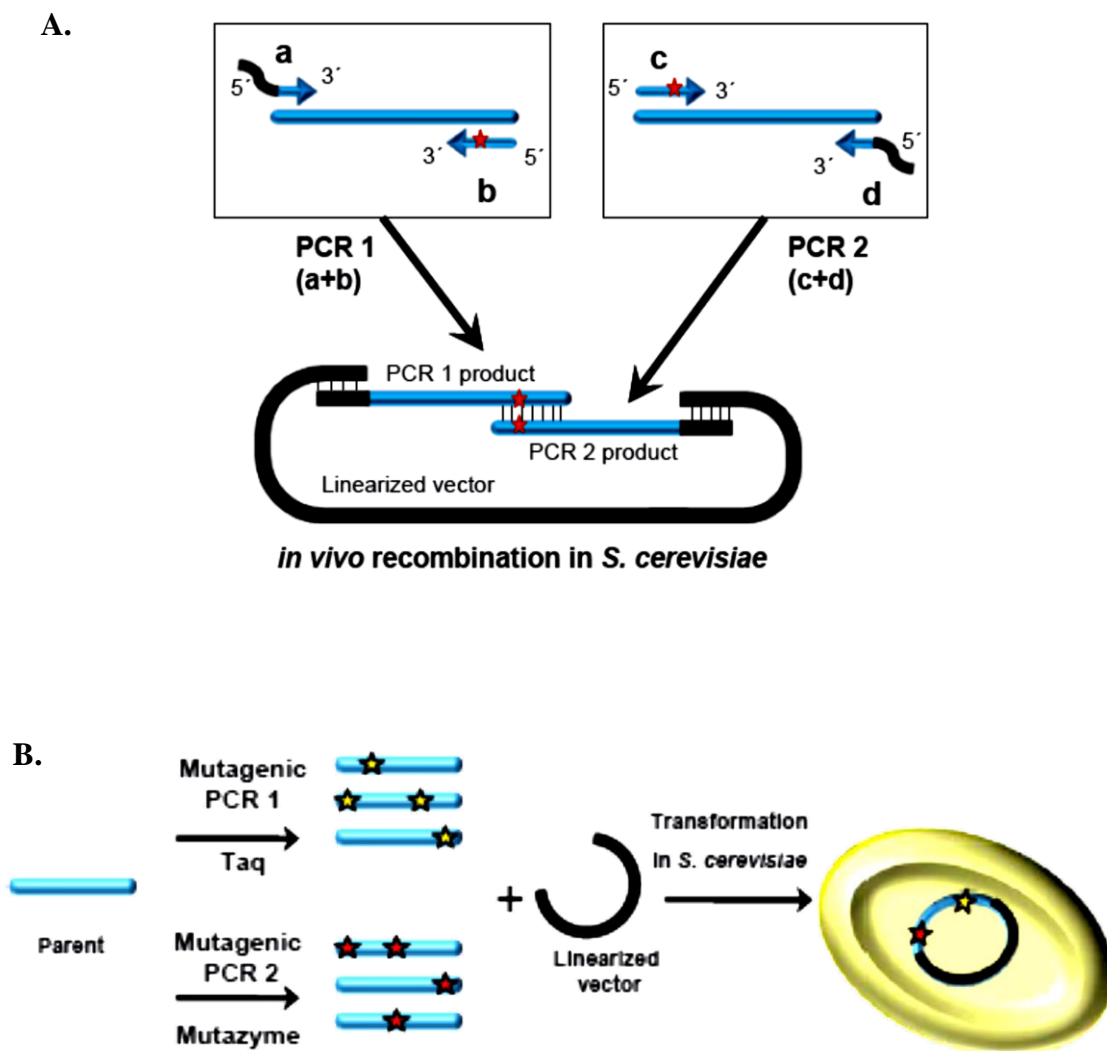 A.
a
5´
3´
3´
5´
b
c
5´
3´
5´
3´
d
PCR 1
(a+b)
PCR 2
(c+d)
PCR 1 product
PCR 2 product
Linearized vector
in vivo recombination in S. cerevisiae
B.
Parent
Mutagenic
PCR 1
Taq
Mutagenic
PCR 2
Mutazyme
+
Linearized
vector
Transformation
in S. cerevisiae